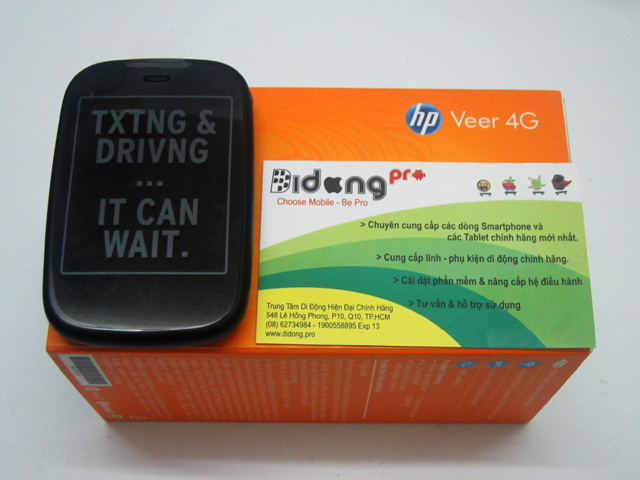 TXTNG &
DRIVNG
...
IT CAN
WAIT.
hp Veer 4G
Didong pro
Choose Mobile - Be Pro
> Chuyên cung cấp các dòng Smartphone và
các Tablet chính hãng mới nhất.
> Cung cấp linh - phụ kiện di động chính hãng.
> Cài đặt phần mềm & nâng cấp hệ điều hành
> Tư vấn & hỗ trợ sử dụng
Trung Tâm Di Động Hiện Đại Chính Hãng
548 Lê Hồng Phong, P10, Q10, TP.HCM
(08) 62734984 - 1900558895 Exp 13
www.didong.pro